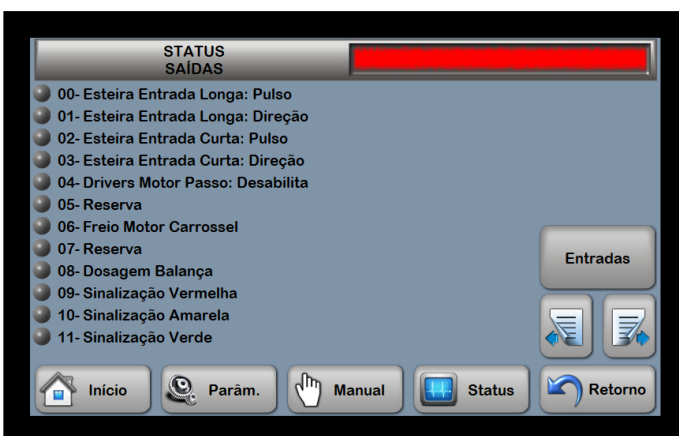 STATUS
SAÍDAS
00- Esteira Entrada Longa: Pulso
01- Esteira Entrada Longa: Direção
02- Esteira Entrada Curta: Pulso
03- Esteira Entrada Curta: Direção
04- Drivers Motor Passo: Desabilita
05- Reserva
06- Freio Motor Carrossel
07- Reserva
08- Dosagem Balança
09- Sinalização Vermelha
10- Sinalização Amarela
11- Sinalização Verde
Entradas
Início
Parâm.
Manual
Status
Retorno